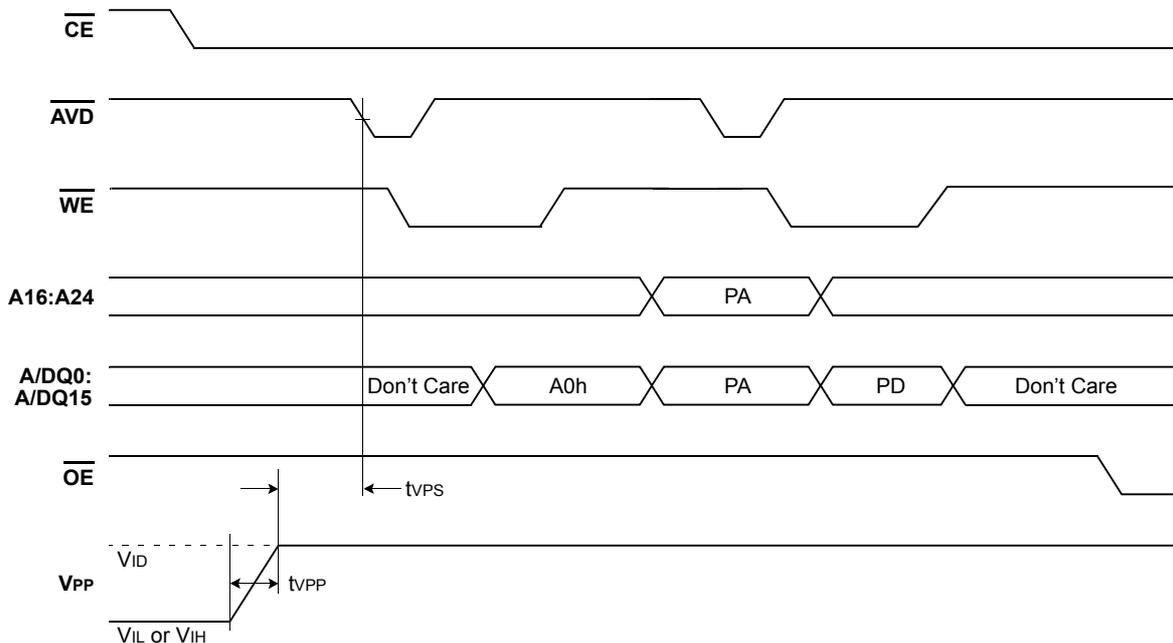 CE
AVD
WE
A16:A24
PA
A/DQ0:
A/DQ15
Don't Care
A0h
PA
PD
Don't Care
OE
tVPS
VID
VPP
tVPP
VIL or VIH